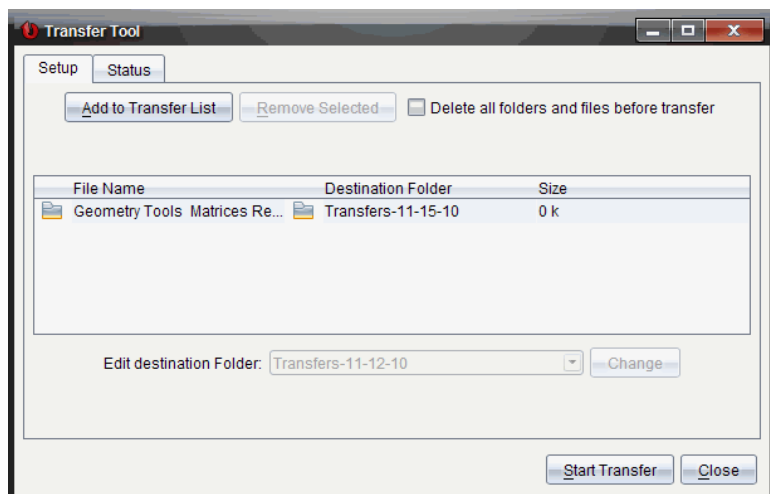 Transfer Tool
Setup Status
Add to Transfer List Remove Selected Delete all folders and files before transfer
File Name Destination Folder Size
Geometry Tools Matrices Re... Transfers-11-15-10 0 k
Edit destination Folder: Transfers-11-12-10 Change
Start Transfer Close